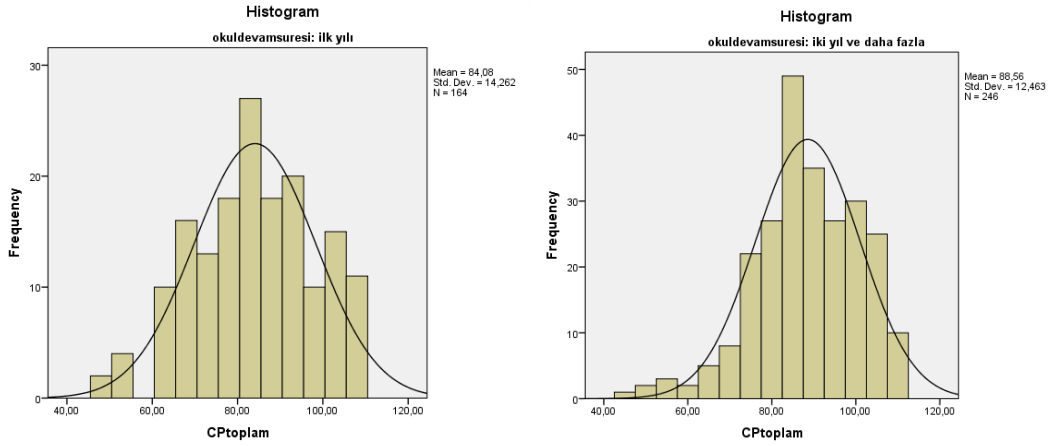 Histogram
okuldevamsuresi: ilk yılı
Mean = 84,08
Std. Dev. = 14,262
N = 164
Frequency
30
20
10
0
40,00 60,00 80,00 100,00 120,00
CPtoplam
Histogram
okuldevamsuresi: iki yıl ve daha fazla
Mean = 88,56
Std. Dev. = 12,463
N = 246
Frequency
50
40
30
20
10
0
40,00 60,00 80,00 100,00 120,00
CPtoplam